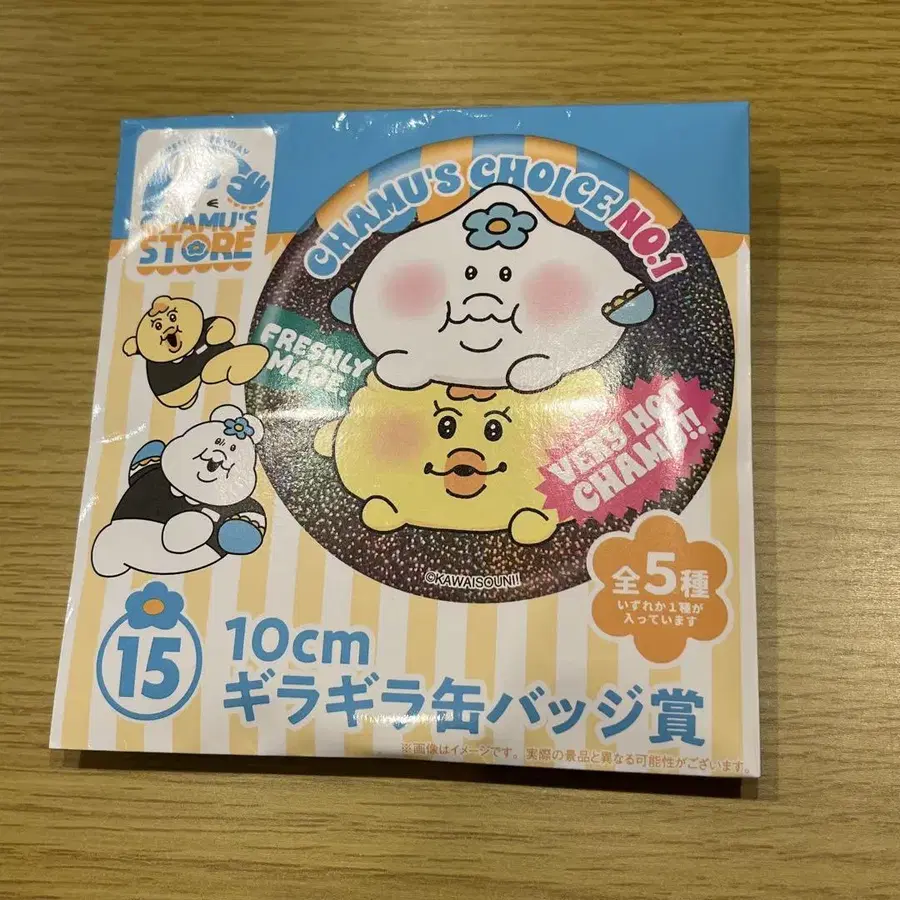 CHAMU'S
STORE
CHAMU'S CHOICE NO.1
FRESHLY
MADE!
VERY HOT
CHAMU!!
©KAWAISOUNI!
全5種
いずれか1種が
入っています
15
10cm
ギラギラ缶バッジ賞
※画像はイメージです。実際の景品と異なる可能性がございます。